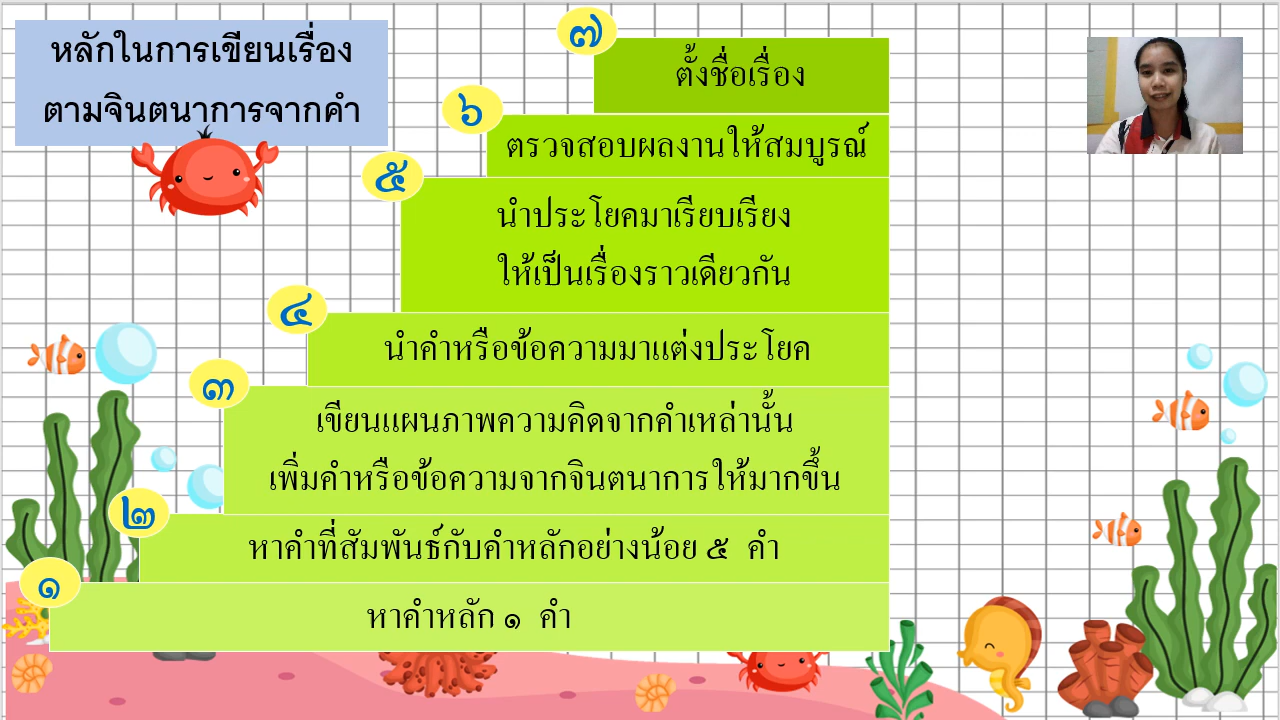 หลักในการเขียนเรื่อง
ตามจินตนาการจากคำ
๗
ตั้งชื่อเรื่อง
๖
ตรวจสอบผลงานให้สมบูรณ์
๕
นำประโยคมาเรียบเรียง
ให้เป็นเรื่องราวเดียวกัน
๔
นำคำหรือข้อความมาแต่งประโยค
๓
เขียนแผนภาพความคิดจากคำเหล่านั้น
เพิ่มคำหรือข้อความจากจินตนาการให้มากขึ้น
๒
หาคำที่สัมพันธ์กับคำหลักอย่างน้อย ๕ คำ
๑
หาคำหลัก ๑ คำ